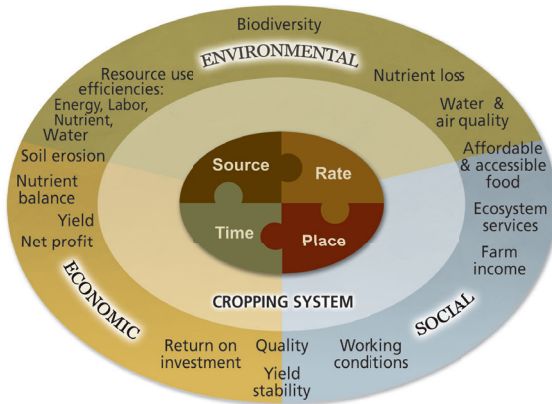 Biodiversity
ENVIRONMENTAL
Resource use
efficiencies:
Energy, Labor,
Nutrient,
Water
Nutrient loss
Water &
air quality
Soil erosion
Nutrient
balance
Yield
Net profit
Affordable
& accessible
food
Ecosystem
services
Farm
income
Source
Rate
Time
Place
CROPPING SYSTEM
ECONOMIC
SOCIAL
Return on
investment
Quality
Yield
stability
Working
conditions